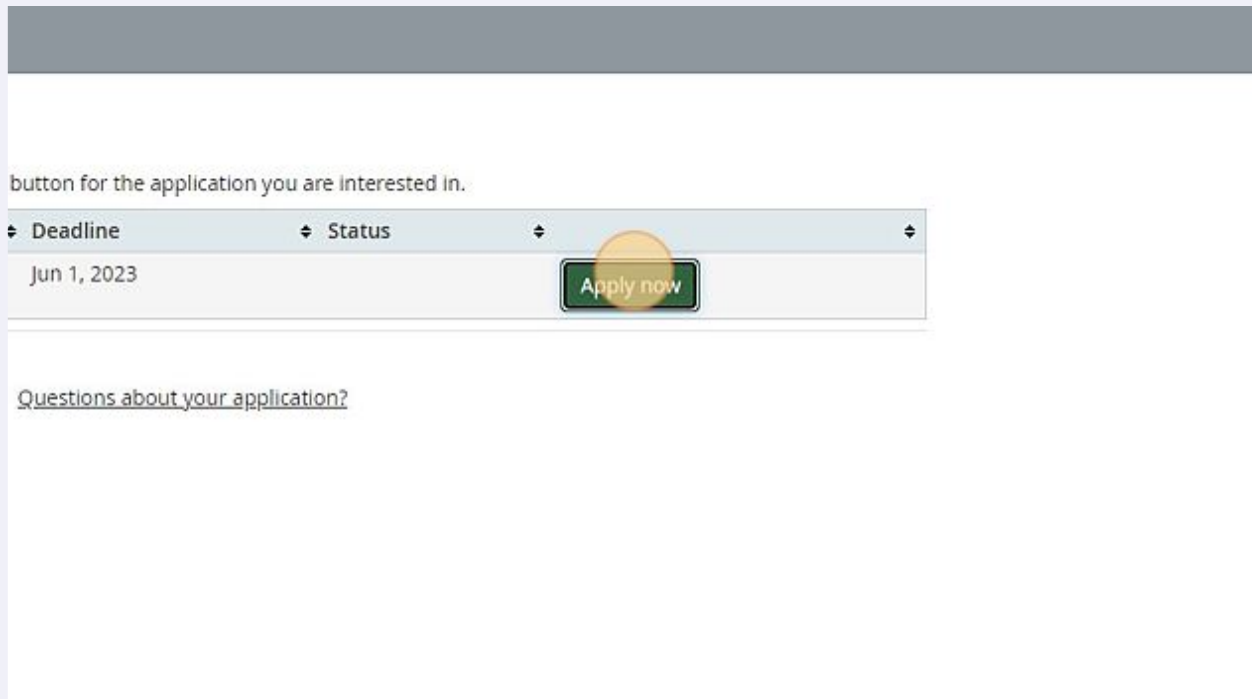 button for the application you are interested in.
Deadline Status
Jun 1, 2023 Apply now
Questions about your application?